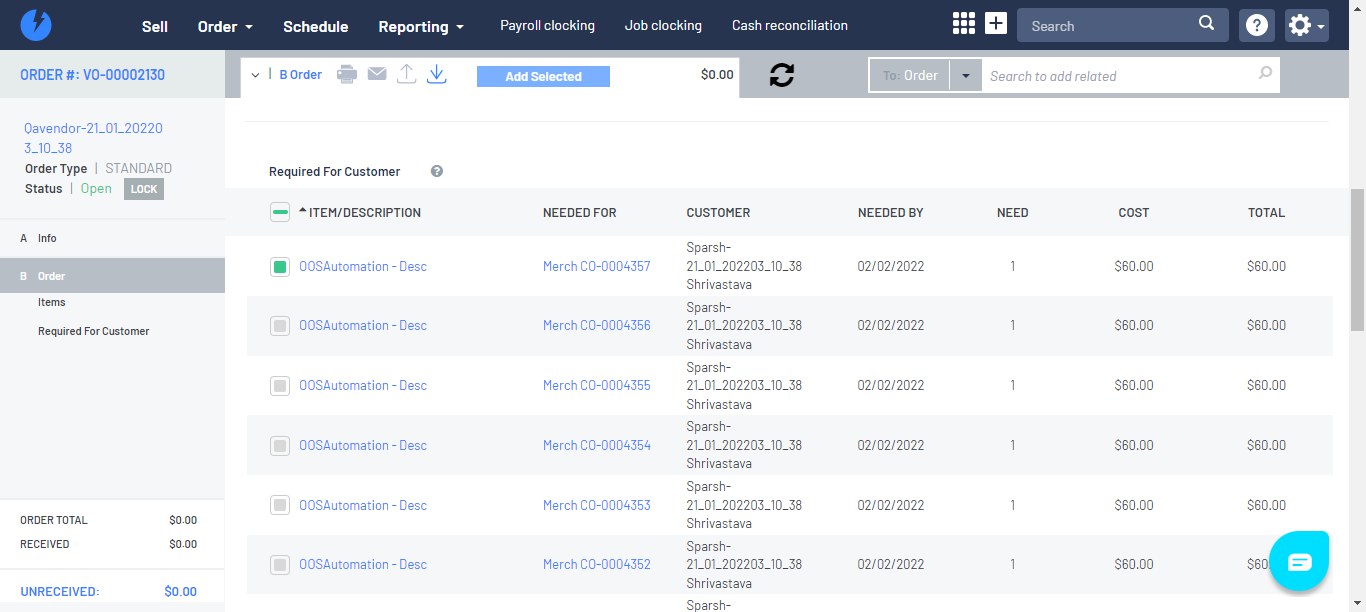 Sell Order Schedule Reporting Payroll clocking Job clocking Cash reconciliation Search
ORDER #: VO-00002130
B Order Add Selected $0.00 To: Order Search to add related
Qavendor-21_01_20220
3_10_38
Order Type | STANDARD
Status | Open LOCK
A Info
B Order
Items
Required For Customer
ORDER TOTAL $0.00
RECEIVED $0.00
UNRECEIVED: $0.00
Required For Customer ?
ITEM/DESCRIPTION NEEDED FOR CUSTOMER NEEDED BY NEED COST TOTAL
Sparsh-
OOSAutomation - Desc Merch CO-0004357 21_01_202203_10_38 02/02/2022 1 $60.00 $60.00
Shrivastava
Sparsh-
OOSAutomation - Desc Merch CO-0004356 21_01_202203_10_38 02/02/2022 1 $60.00 $60.00
Shrivastava
Sparsh-
OOSAutomation - Desc Merch CO-0004355 21_01_202203_10_38 02/02/2022 1 $60.00 $60.00
Shrivastava
Sparsh-
OOSAutomation - Desc Merch CO-0004354 21_01_202203_10_38 02/02/2022 1 $60.00 $60.00
Shrivastava
Sparsh-
OOSAutomation - Desc Merch CO-0004353 21_01_202203_10_38 02/02/2022 1 $60.00 $60.00
Shrivastava
Sparsh-
OOSAutomation - Desc Merch CO-0004352 21_01_202203_10_38 02/02/2022 1 $60.00 $60
Shrivastava
Sparsh-